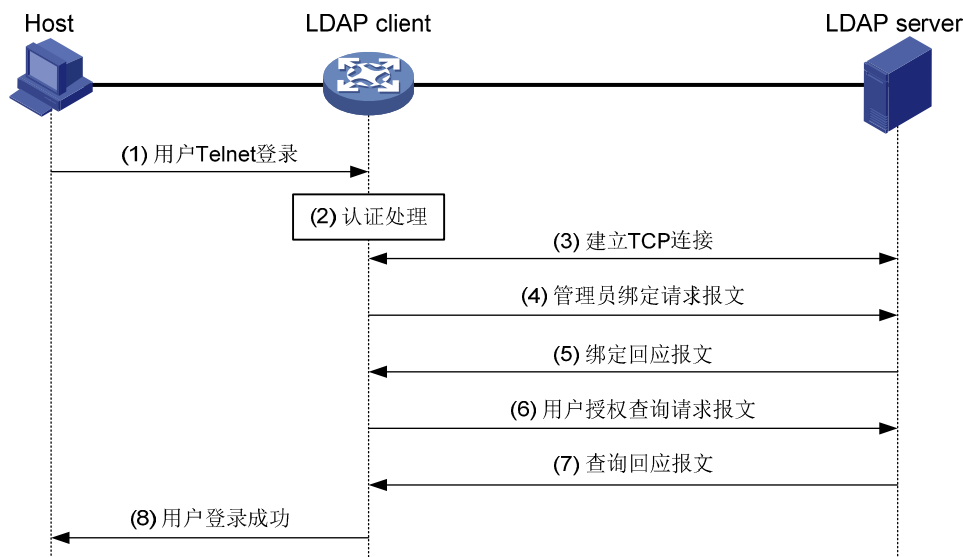 Host
LDAP client
LDAP server
(1) 用户Telnet登录
(2) 认证处理
(3) 建立TCP连接
(4) 管理员绑定请求报文
(5) 绑定回应报文
(6) 用户授权查询请求报文
(7) 查询回应报文
(8) 用户登录成功